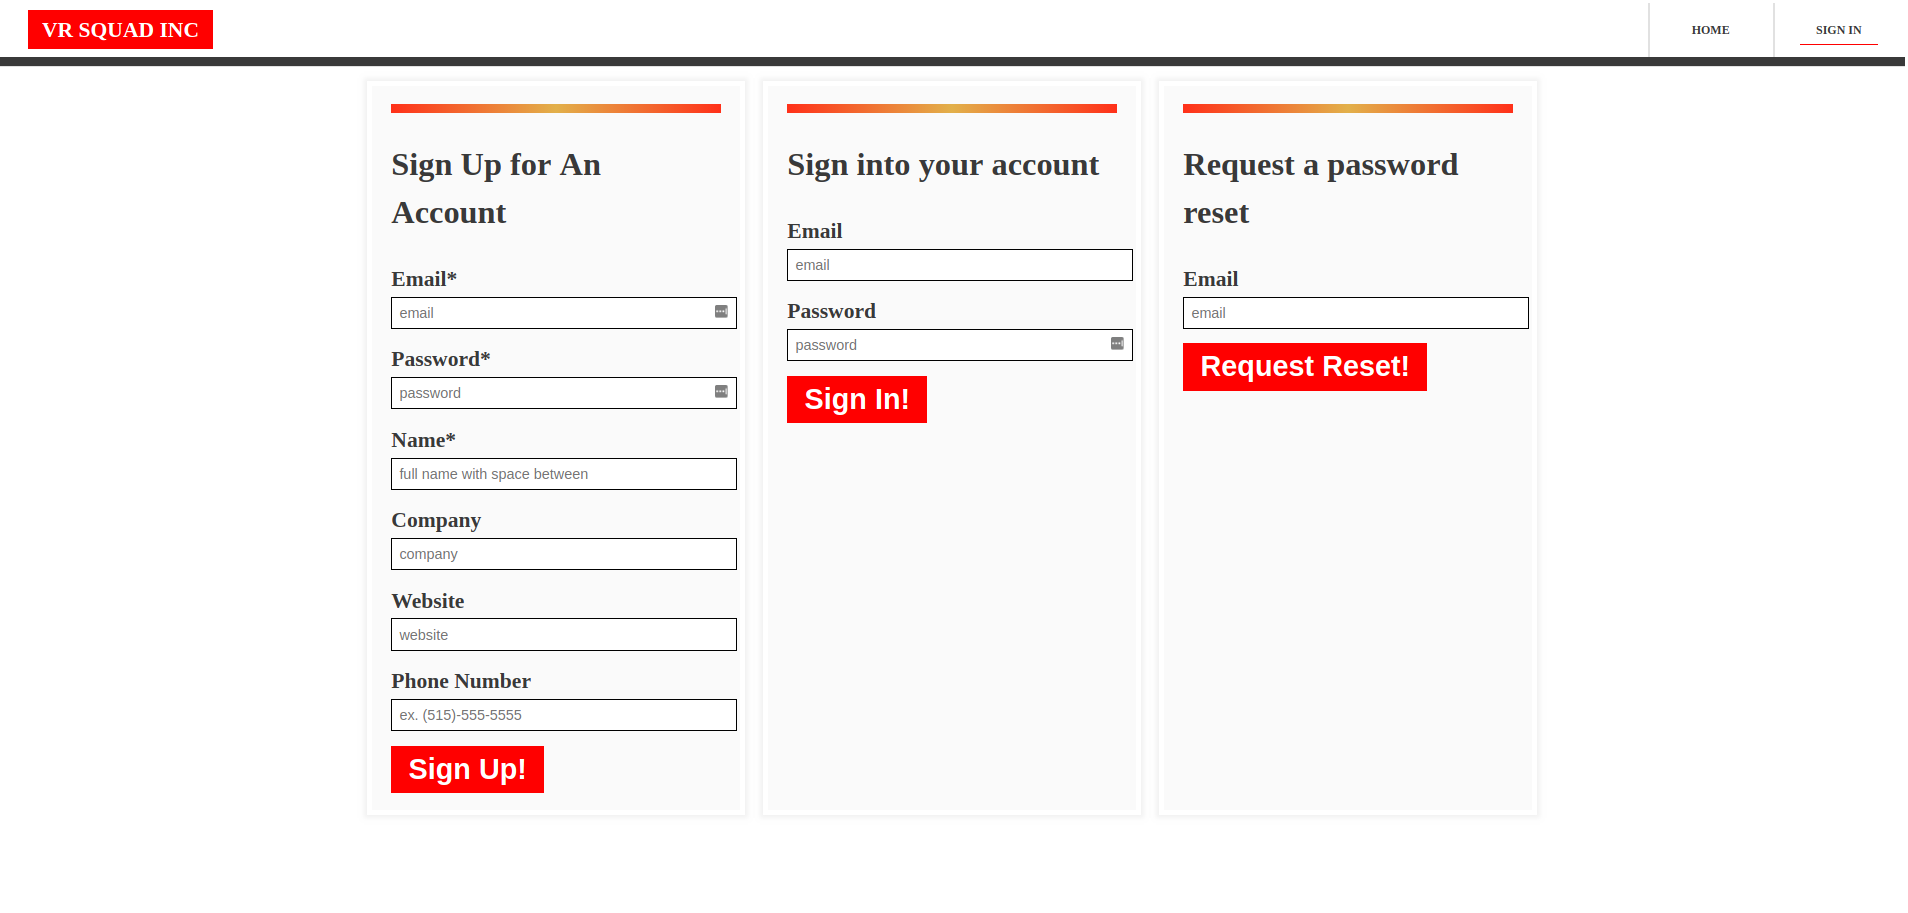 VR SQUAD INC
HOME
SIGN IN
Sign Up for An
Account
Email*
email
Password*
password
Name*
full name with space between
Company
company
Website
website
Phone Number
ex. (515)-555-5555
Sign Up!
Sign into your account
Email
email
Password
password
Sign In!
Request a password
reset
Email
email
Request Reset!